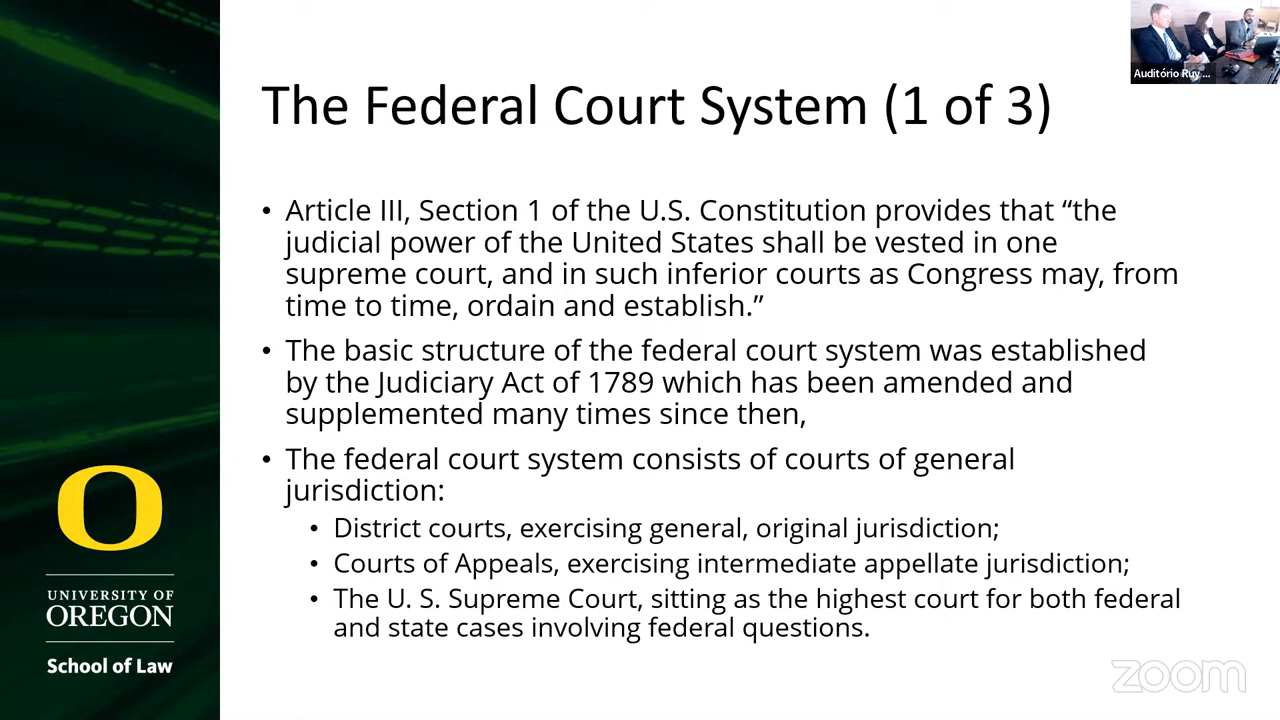 The Federal Court System (1 of 3)
• Article III, Section 1 of the U.S. Constitution provides that “the
judicial power of the United States shall be vested in one
supreme court, and in such inferior courts as Congress may, from
time to time, ordain and establish.”
• The basic structure of the federal court system was established
by the Judiciary Act of 1789 which has been amended and
supplemented many times since then,
• The federal court system consists of courts of general
jurisdiction:
• District courts, exercising general, original jurisdiction;
• Courts of Appeals, exercising intermediate appellate jurisdiction;
• The U. S. Supreme Court, sitting as the highest court for both federal
and state cases involving federal questions.
O
UNIVERSITY OF
OREGON
School of Law
Auditório Ruy ...
zoom